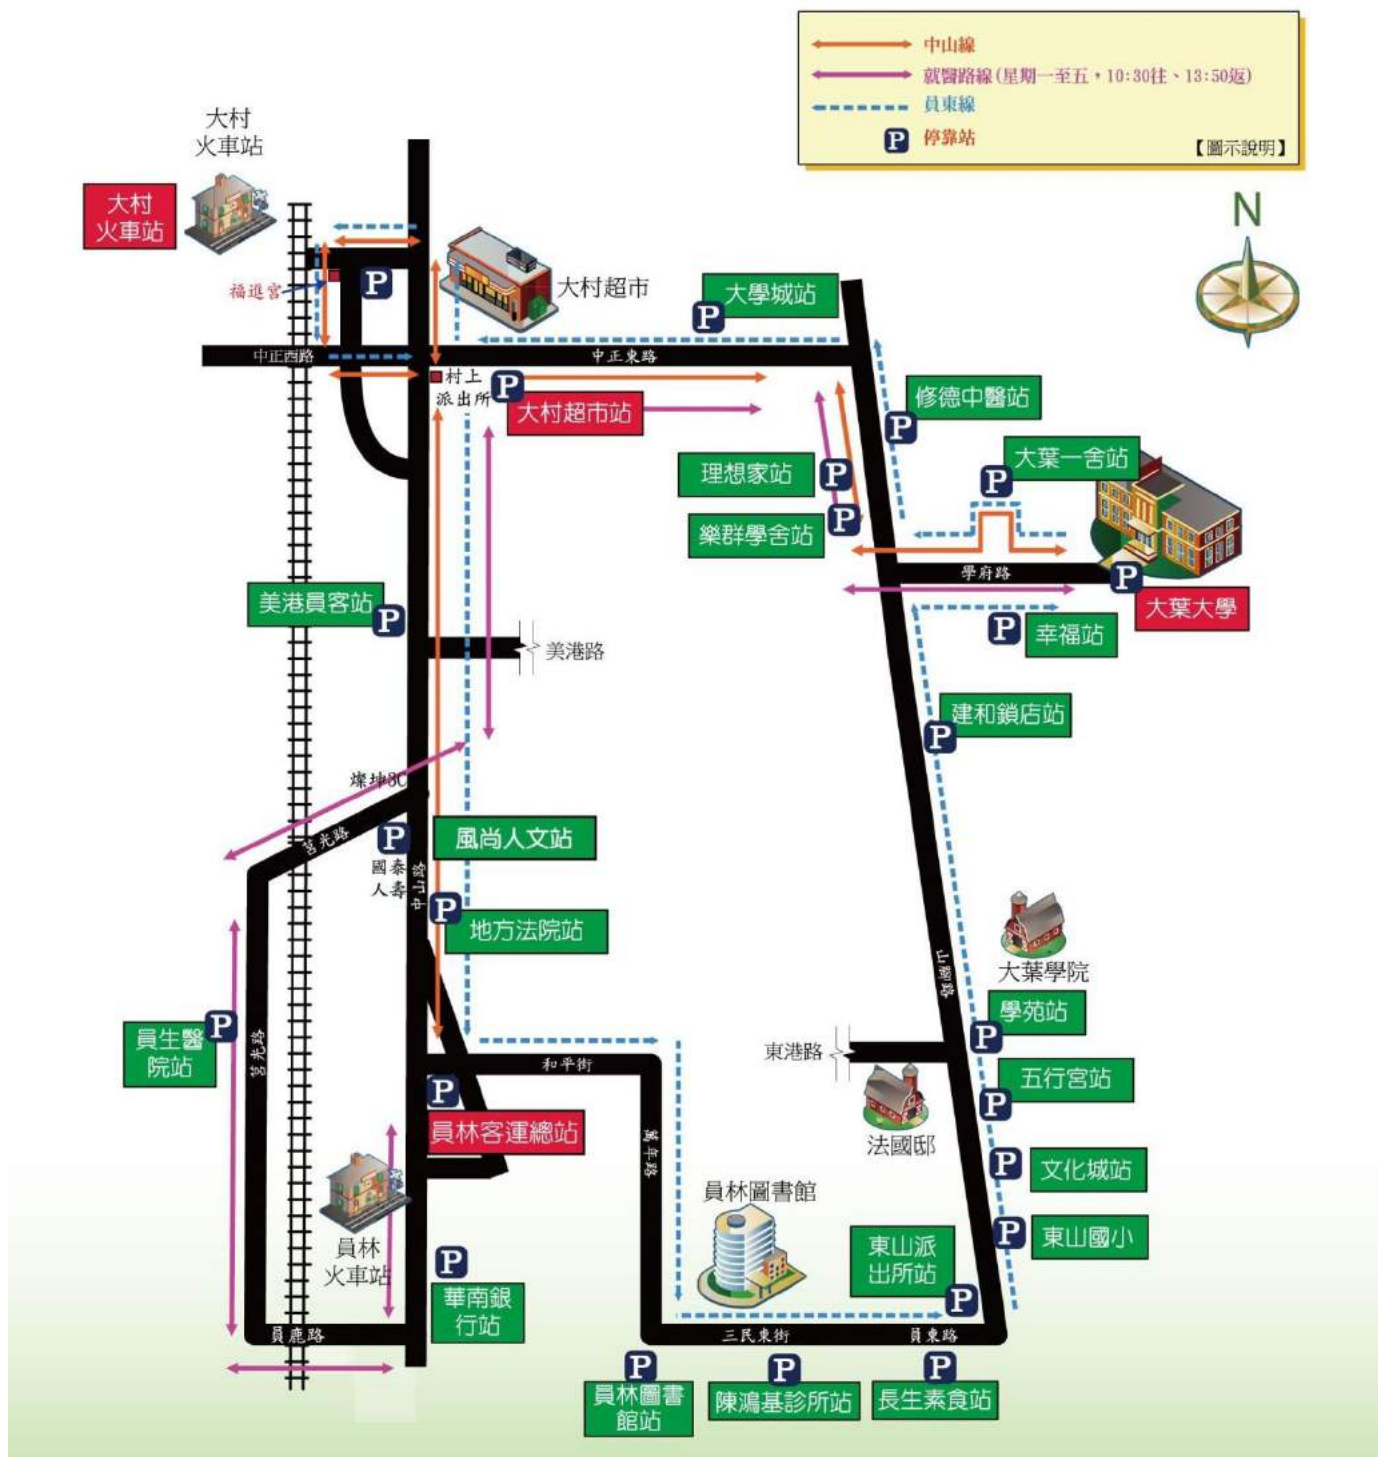 中山線
就醫路線(星期一至五，10:30往、13:50返)
員東線
P 停靠站
【圖示說明】
N
大村
火車站
大村
火車站
福進宮
P
大村超市
大學城站
P
中正西路
中正東路
村上
派出所
P
大村超市站
修德中醫站
P
大葉一舍站
P
理想家站
P
樂群學舍站
P
學府路
P
大葉大學
美港員客站
P
美港路
P
幸福站
建和鎖店站
P
燦坤3C
莒光路
P
國泰
人壽
風尚人文站
中山路
P
地方法院站
大葉學院
山腳路
學苑站
P
員生醫
院站
P
莒光路
和平街
東港路
五行宮站
P
法國邸
P
員林客運總站
萬年路
P
文化城站
員林圖書館
東山派
出所站
P
P
東山國小
員林
火車站
P
華南銀
行站
員鹿路
三民東街
員東路
P
員林圖書
館站
P
陳鴻基診所站
P
長生素食站